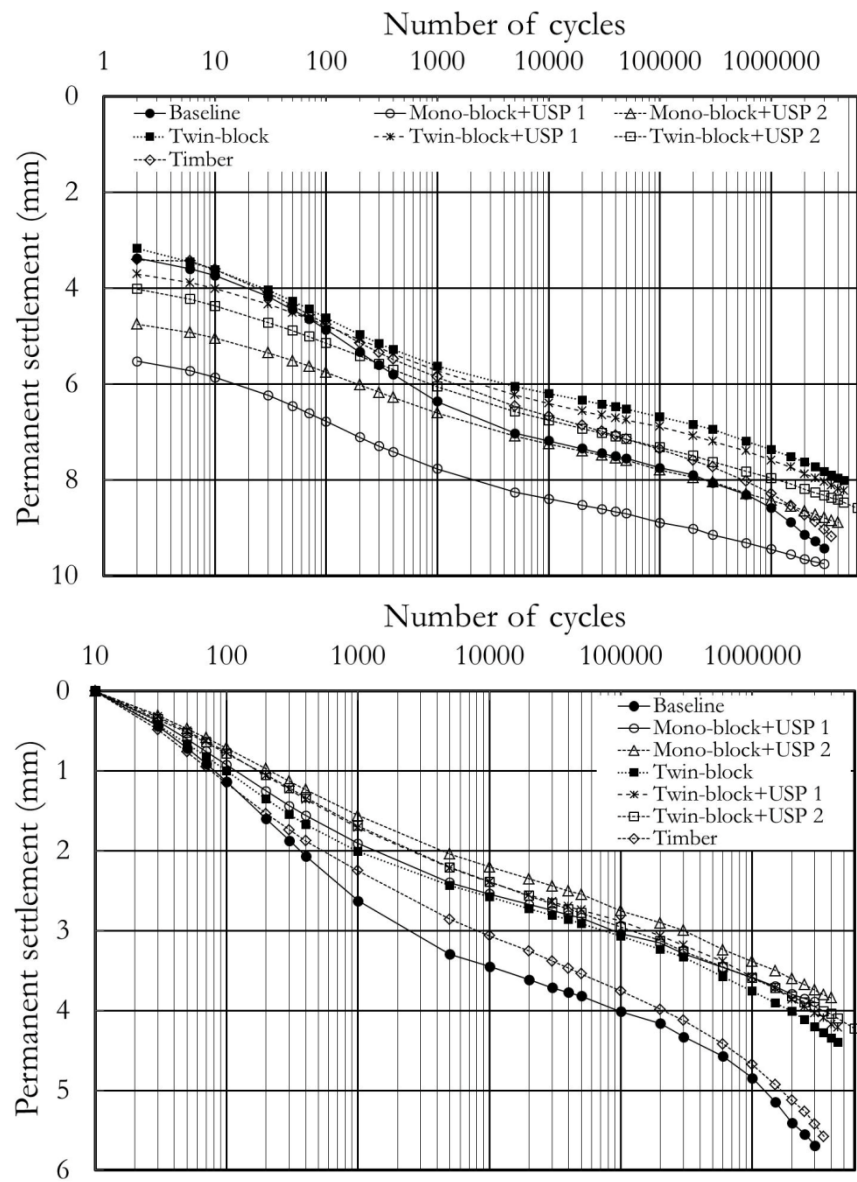 Number of cycles
1 10 100 1000 10000 100000 1000000
0
Baseline Mono-block+USP 1 Mono-block+USP 2
Twin-block Twin-block+USP 1 Twin-block+USP 2
Timber
2
4
6
8
10
Permanent settlement (mm)
Number of cycles
10 100 1000 10000 100000 1000000
0
Baseline
Mono-block+USP 1
Mono-block+USP 2
Twin-block
Twin-block+USP 1
Twin-block+USP 2
Timber
1
2
3
4
5
6
Permanent settlement (mm)